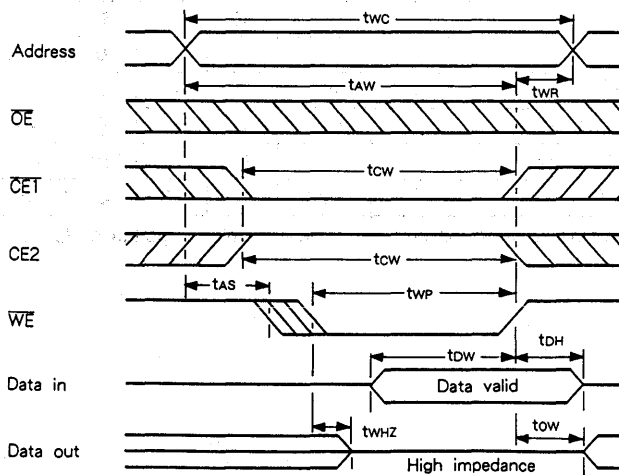 tWC
Address
tAW
tWR
OE
tCW
CE1
CE2
tCW
tAS
tWP
WE
tDW
tDH
Data in
Data valid
tWHZ
tOW
Data out
High impedance